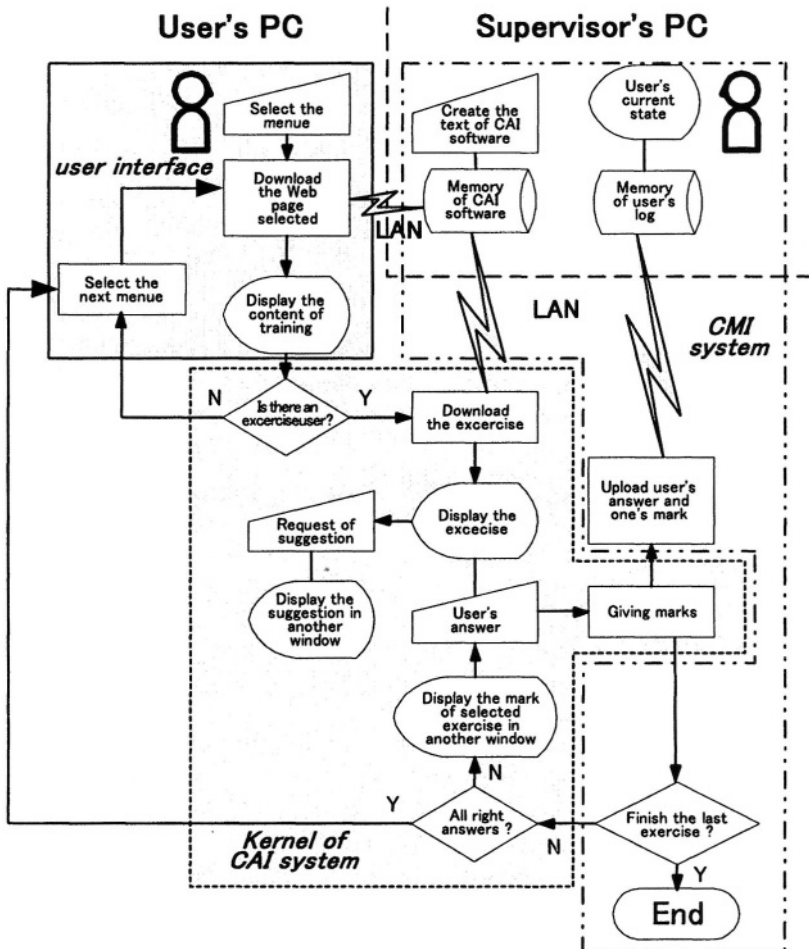 User's PC
Supervisor's PC
Select the
menue
user interface
Download
the Web
page
selected
Select the
next menue
Display the
content of
training
Create the
text of CAI
software
Memory
of CAI
software
User's
current
state
Memory
of user's
log
LAN
LAN
CMI
system
N
Is there an
excerciseuser?
Y
Download
the excercise
Upload user's
answer and
one's mark
Request of
suggestion
Display the
excecise
Display the
suggestion in
another
window
User's
answer
Giving marks
Display the mark
of selected
exercise in
another window
N
Y
All right
answers ?
N
Finish the last
exercise ?
Y
Kernel of
CAI system
End